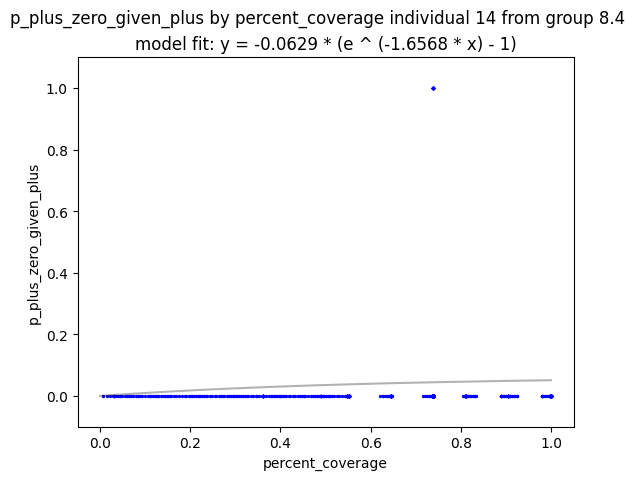 p_plus_zero_given_plus by percent_coverage individual 14 from group 8.4
model fit: y = -0.0629 * (e ^ (-1.6568 * x) - 1)
p_plus_zero_given_plus
1.0
0.8
0.6
0.4
0.2
0.0
0.0 0.2 0.4 0.6 0.8 1.0
percent_coverage